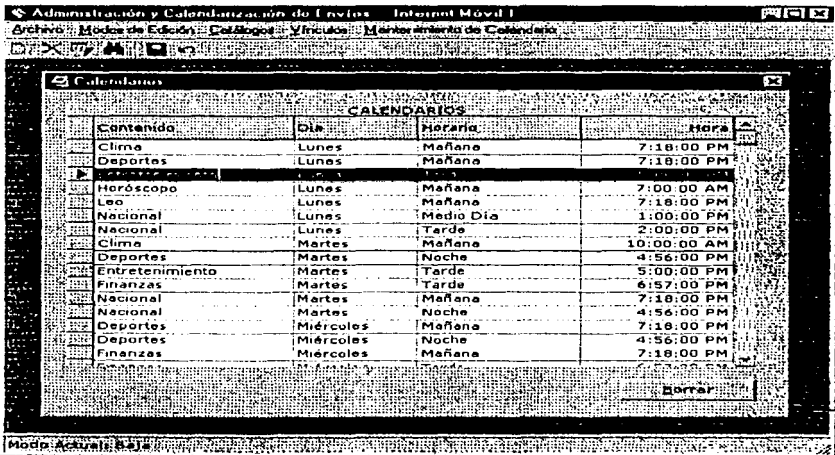 Administración y Calendarización de Envíos - Internet Móvil !
Archivo Modos de Edición Catálogos Vínculos Mantenimiento de Calendario
Calendarios
CALENDARIOS
Contenido Día Horario Hora
Clima Lunes Mañana 7:18:00 PM
Deportes Lunes Mañana 7:18:00 PM
Horóscopo Lunes Mañana 7:00:00 AM
Leo Lunes Mañana 7:18:00 PM
Nacional Lunes Medio Día 1:00:00 PM
Nacional Lunes Tarde 2:00:00 PM
Clima Martes Mañana 10:00:00 AM
Deportes Martes Noche 4:56:00 PM
Entretenimiento Martes Tarde 5:00:00 PM
Finanzas Martes Tarde 6:57:00 PM
Nacional Martes Mañana 7:18:00 PM
Nacional Martes Noche 4:56:00 PM
Deportes Miércoles Mañana 7:18:00 PM
Deportes Miércoles Noche 4:56:00 PM
Finanzas Miércoles Mañana 7:18:00 PM
Borrar
Modo Actual: Baja